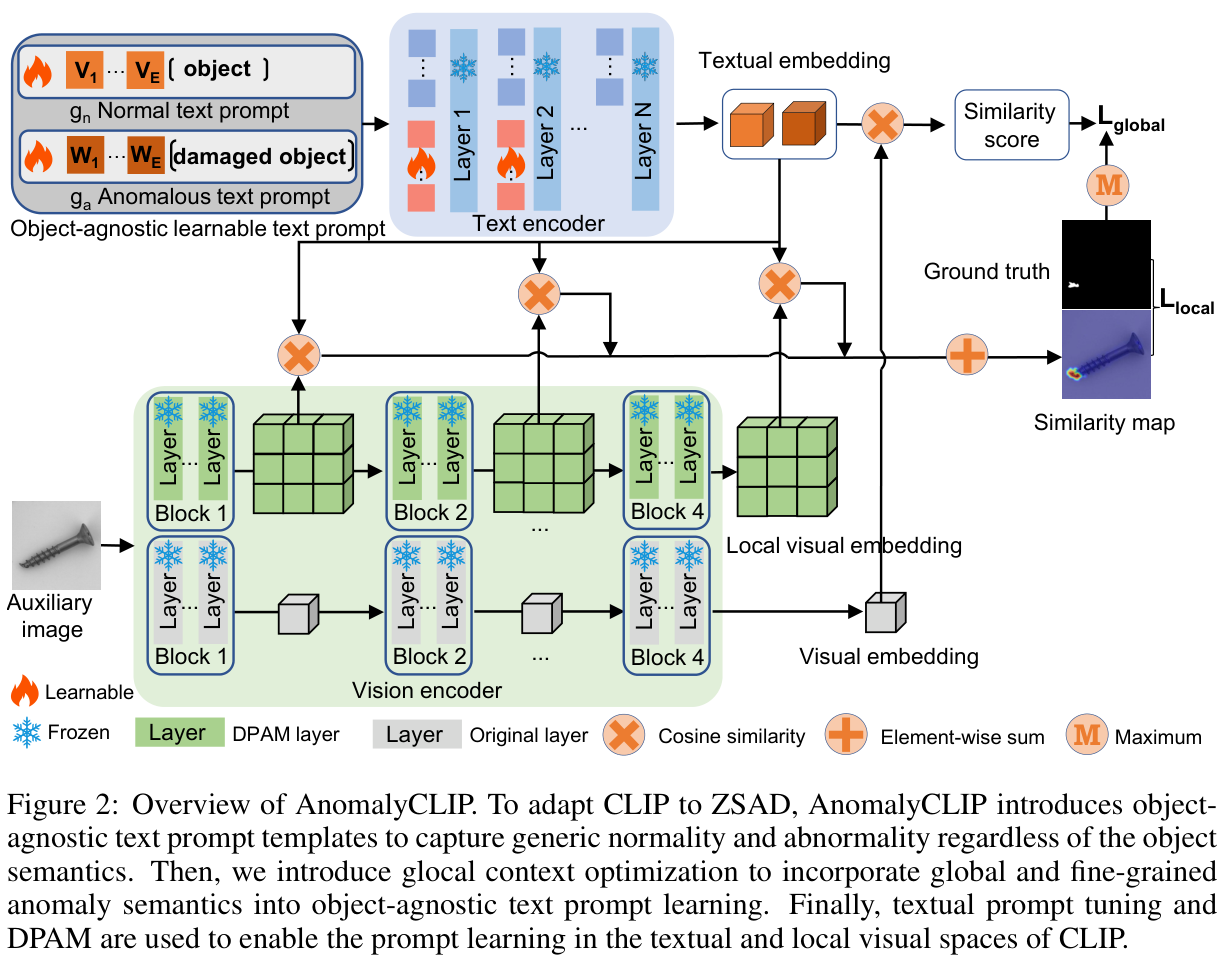 V1 ... VE [ object ]
gn Normal text prompt
W1 ... WE [damaged object]
ga Anomalous text prompt
Object-agnostic learnable text prompt
Layer 1
Layer 2
...
Layer N
Text encoder
Textual embedding
Similarity
score
Lglobal
M
Ground truth
Llocal
Similarity map
Layer ... Layer
Block 1
Layer ... Layer
Block 2
...
Layer ... Layer
Block 4
Local visual embedding
Auxiliary
image
Layer ... Layer
Block 1
Layer ... Layer
Block 2
...
Layer ... Layer
Block 4
Visual embedding
Vision encoder
Learnable
Frozen
Layer DPAM layer
Layer Original layer
Cosine similarity
Element-wise sum
M Maximum
Figure 2: Overview of AnomalyCLIP. To adapt CLIP to ZSAD, AnomalyCLIP introduces object-
agnostic text prompt templates to capture generic normality and abnormality regardless of the object
semantics. Then, we introduce glocal context optimization to incorporate global and fine-grained
anomaly semantics into object-agnostic text prompt learning. Finally, textual prompt tuning and
DPAM are used to enable the prompt learning in the textual and local visual spaces of CLIP.